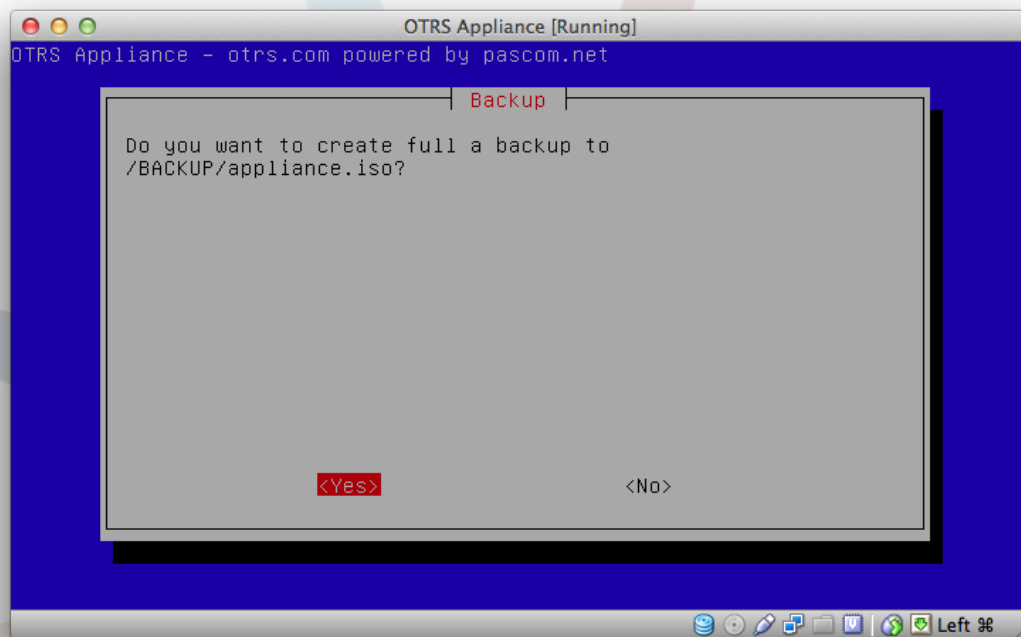 OTRS Appliance [Running]
OTRS Appliance - otrs.com powered by pascom.net
Backup
Do you want to create full a backup to
/BACKUP/appliance.iso?
<Yes> <No>
Left ⌘